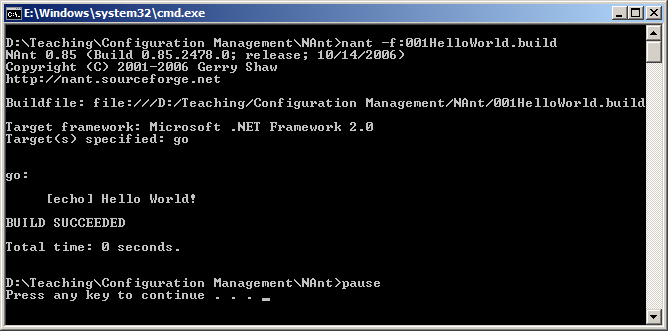 E:\Windows\system32\cmd.exe
D:\Teaching\Configuration Management\NAnt>nant -f:001HelloWorld.build
NAnt 0.85 (Build 0.85.2478.0; release; 10/14/2006)
Copyright (C) 2001-2006 Gerry Shaw
http://nant.sourceforge.net
Buildfile: file:///D:/Teaching/Configuration Management/NAnt/001HelloWorld.build
Target framework: Microsoft .NET Framework 2.0
Target(s) specified: go
go:
[echo] Hello World!
BUILD SUCCEEDED
Total time: 0 seconds.
D:\Teaching\Configuration Management\NAnt>pause
Press any key to continue . . . _